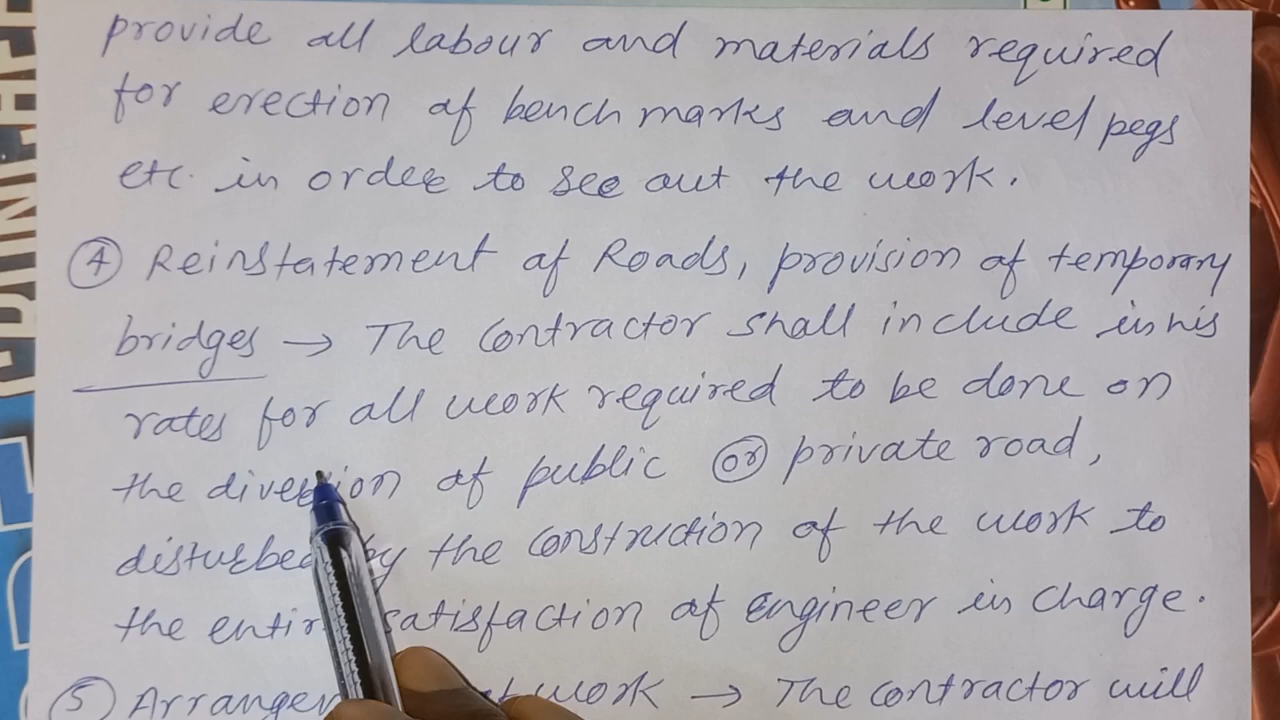 provide all labour and materials required
for erection of bench marks and level pegs
etc. in order to see out the work.
④ Reinstatement of Roads, provision of temporary
bridges → The contractor shall include in his
rates for all work required to be done on
the diversion of public or private road,
disturbed by the construction of the work to
the entire satisfaction of Engineer in charge.
⑤ work → The contractor will